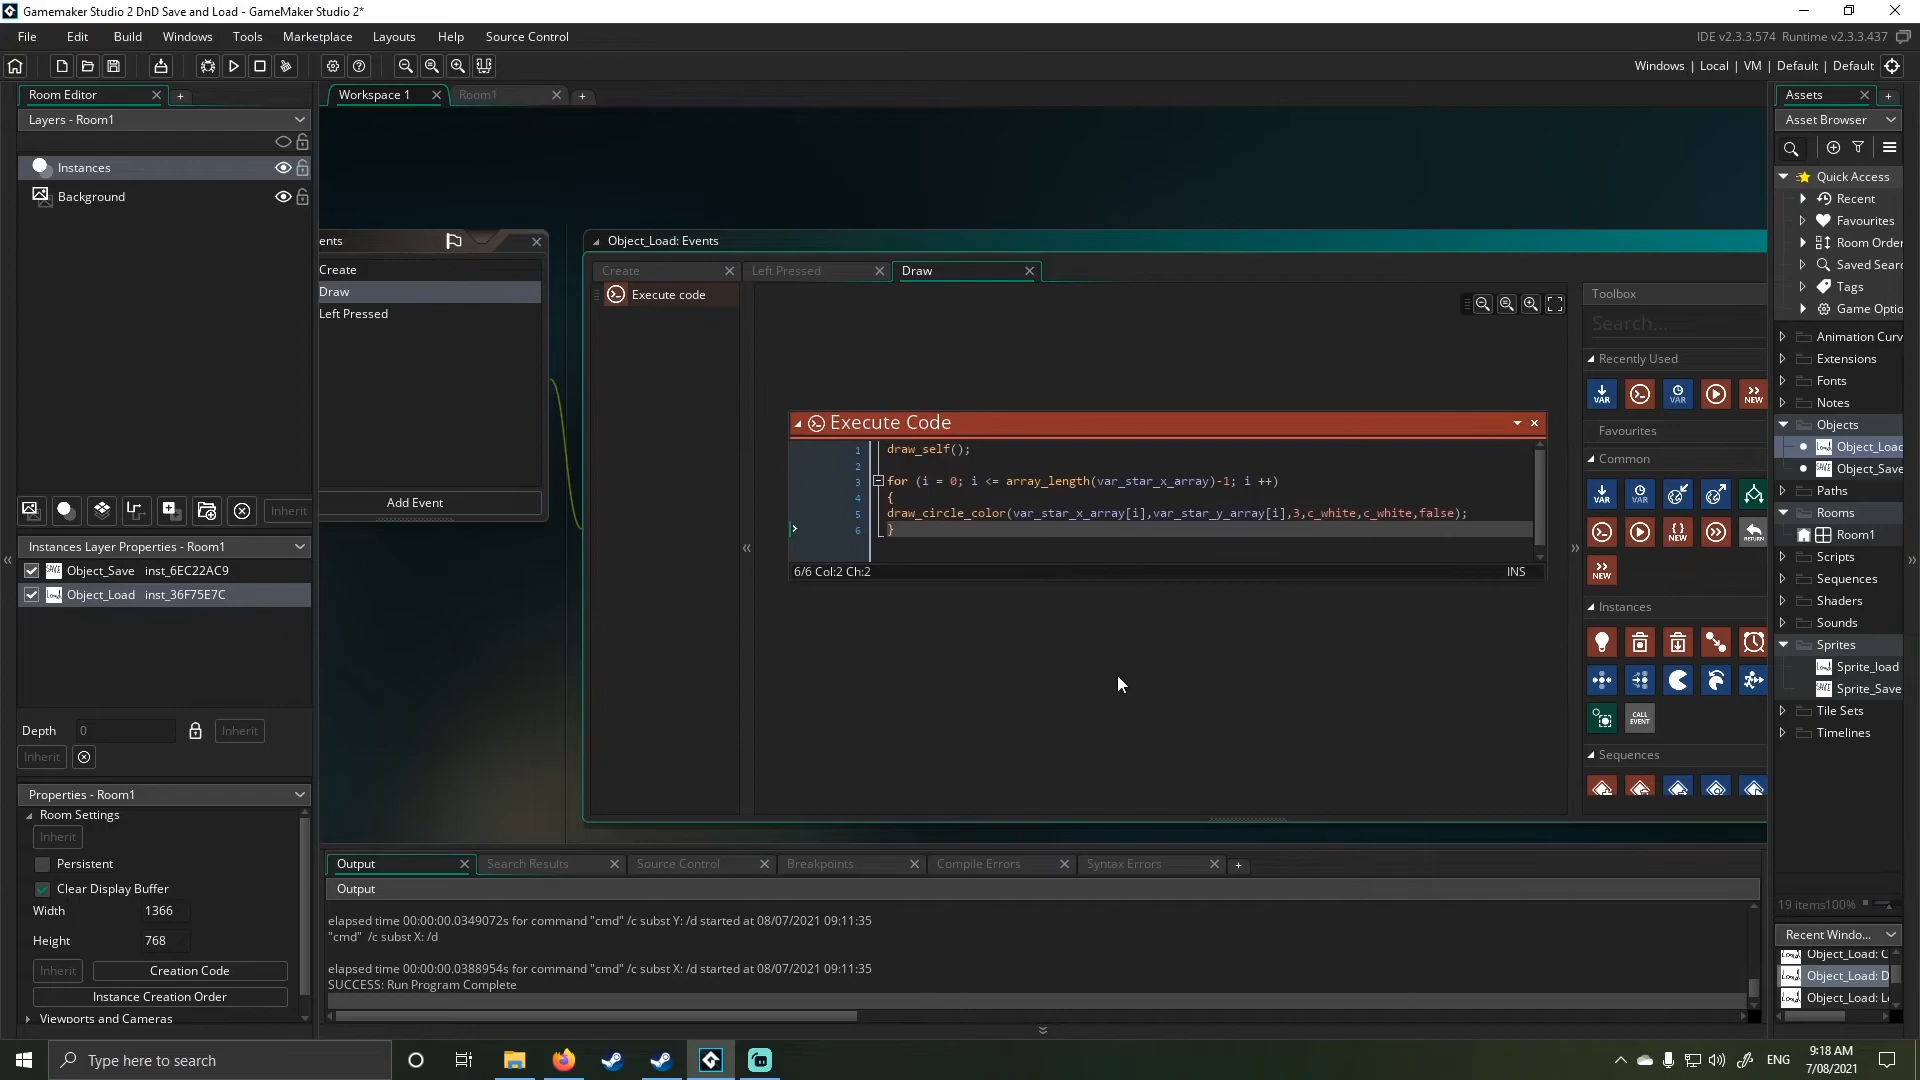 Gamemaker Studio 2 DnD Save and Load - GameMaker Studio 2*
File Edit Build Windows Tools Marketplace Layouts Help Source Control
IDE v2.3.3.574 Runtime v2.3.3.437
Windows | Local | VM | Default | Default
Room Editor
Layers - Room1
Instances
Background
Inherit
Instances Layer Properties - Room1
Object_Save inst_6EC22AC9
Object_Load inst_36F75E7C
Depth 0 Inherit
Inherit
Properties - Room1
Room Settings
Inherit
Persistent
Clear Display Buffer
Width 1366
Height 768
Inherit Creation Code
Instance Creation Order
Viewports and Cameras
Workspace 1 Room1
ents
Create
Draw
Left Pressed
Add Event
Object_Load: Events
Create Left Pressed Draw
Execute code
Execute Code
1 draw_self();
2
3 for (i = 0; i <= array_length(var_star_x_array)-1; i ++)
4 {
5 draw_circle_color(var_star_x_array[i],var_star_y_array[i],3,c_white,c_white,false);
6 }
6/6 Col:2 Ch:2 INS
Toolbox
Search...
Recently Used
VAR VAR NEW
Favourites
Common
VAR VAR
NEW RETURN
NEW
Instances
CALL EVENT
Sequences
Output Search Results Source Control Breakpoints Compile Errors Syntax Errors
Output
elapsed time 00:00:00.0349072s for command "cmd" /c subst Y: /d started at 08/07/2021 09:11:35
"cmd" /c subst X: /d
elapsed time 00:00:00.0388954s for command "cmd" /c subst X: /d started at 08/07/2021 09:11:35
SUCCESS: Run Program Complete
Assets
Asset Browser
Quick Access
Recent
Favourites
Room Order
Saved Searc
Tags
Game Optio
Animation Curv
Extensions
Fonts
Notes
Objects
Object_Load
Object_Save
Paths
Rooms
Room1
Scripts
Sequences
Shaders
Sounds
Sprites
Sprite_load
Sprite_Save
Tile Sets
Timelines
19 items 100%
Recent Windo...
Object_Load: C
Object_Load: D
Object_Load: L
Type here to search
ENG
9:18 AM
7/08/2021